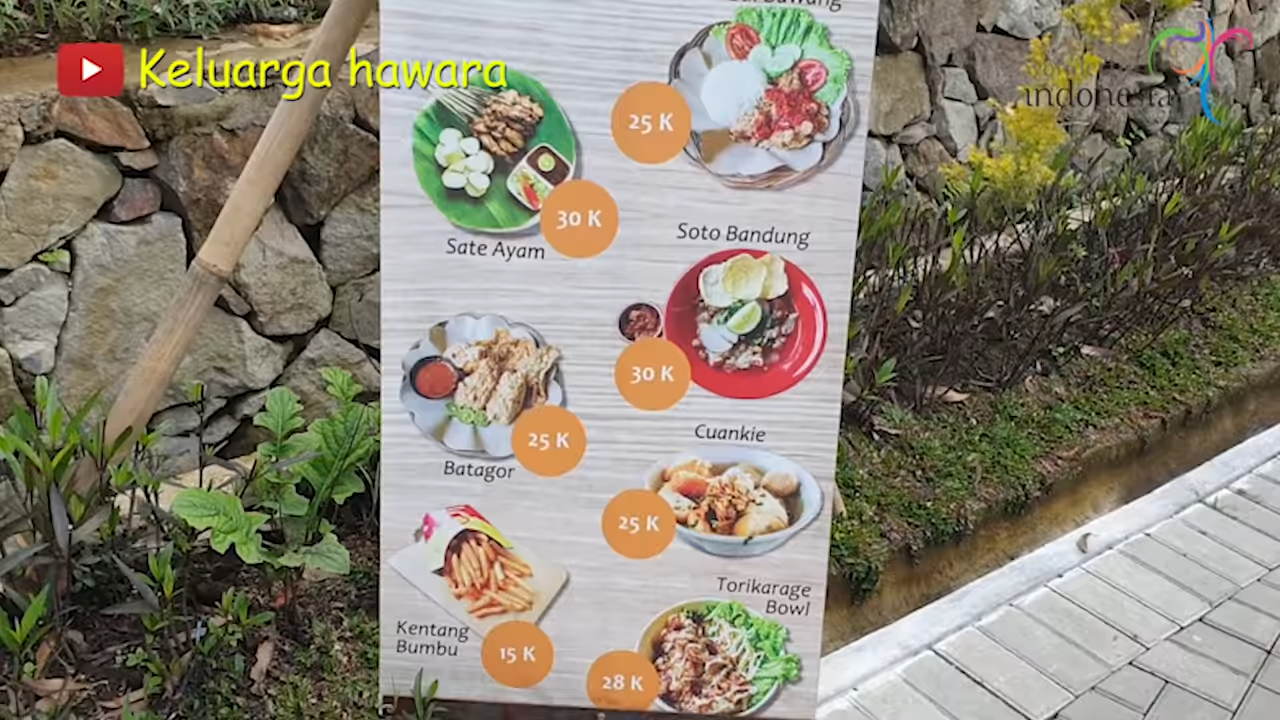 Keluarga hawara
indonesia
25 K
Sate Ayam
30 K
Soto Bandung
30 K
Batagor
25 K
Cuankie
25 K
Kentang
Bumbu
15 K
Torikarage
Bowl
28 K